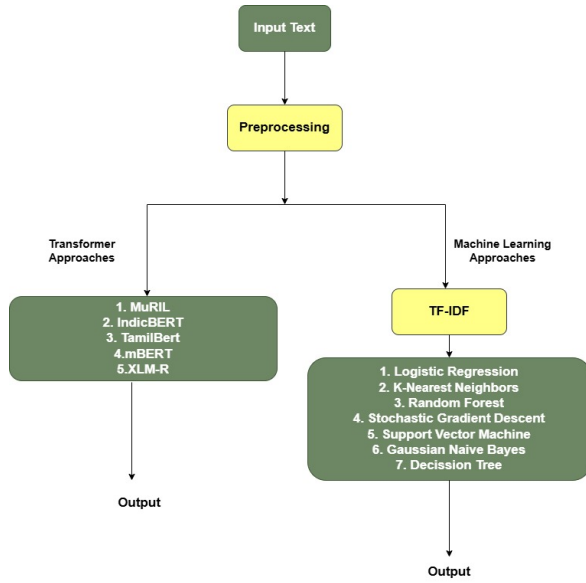 Input Text
Preprocessing
Transformer
Approaches
Machine Learning
Approaches
1. MuRIL
2. IndicBERT
3. TamilBert
4.mBERT
5.XLM-R
TF-IDF
1. Logistic Regression
2. K-Nearest Neighbors
3. Random Forest
4. Stochastic Gradient Descent
5. Support Vector Machine
6. Gaussian Naive Bayes
7. Decission Tree
Output
Output